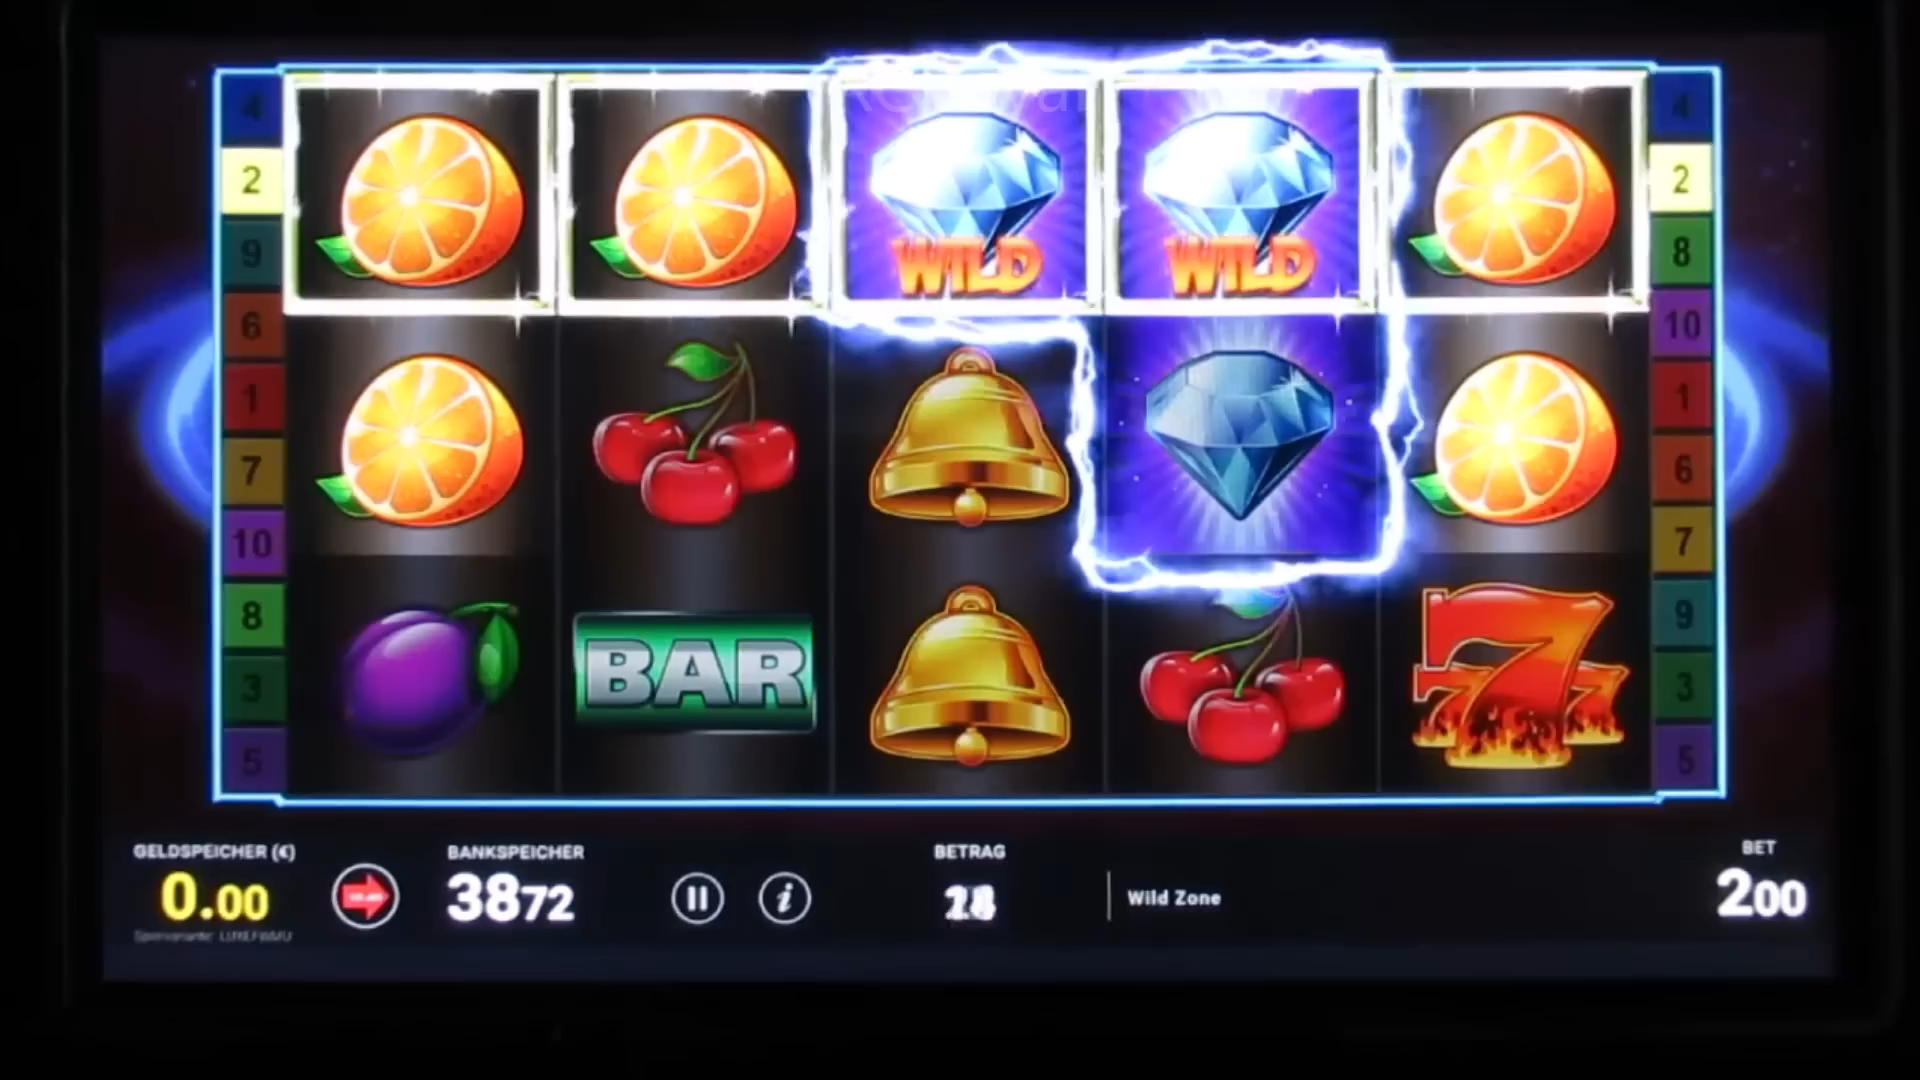 4
2
9
6
1
7
10
8
3
5
WILD
WILD
BAR
4
2
8
10
1
6
7
9
3
5
GELDSPEICHER (€)
0.00
BANKSPEICHER
3872
BETRAG
Wild Zone
BET
200